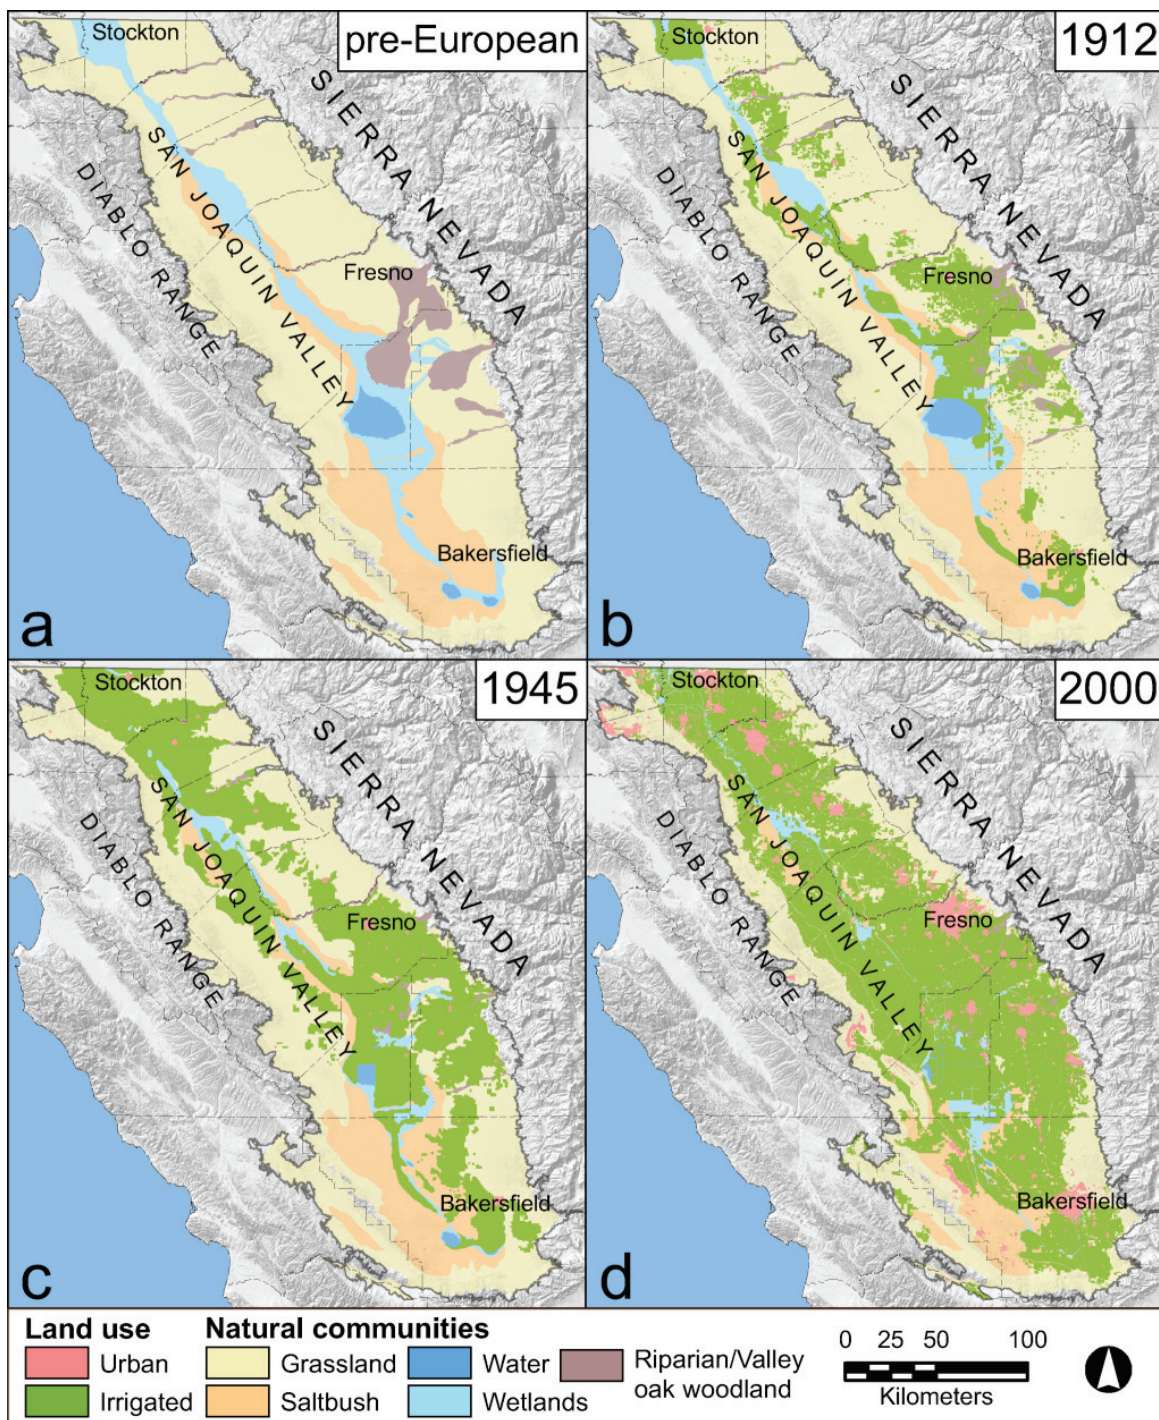 Stockton
pre-European
SIERRA NEVADA
SAN JOAQUIN VALLEY
DIABLO RANGE
Fresno
Bakersfield
a
Stockton
1912
SIERRA NEVADA
SAN JOAQUIN VALLEY
DIABLO RANGE
Fresno
Bakersfield
b
Stockton
1945
SIERRA NEVADA
SAN JOAQUIN VALLEY
DIABLO RANGE
Fresno
Bakersfield
c
Stockton
2000
SIERRA NEVADA
SAN JOAQUIN VALLEY
DIABLO RANGE
Fresno
Bakersfield
d
Land use
Urban
Irrigated
Natural communities
Grassland
Saltbush
Water
Wetlands
Riparian/Valley
oak woodland
0 25 50 100
Kilometers